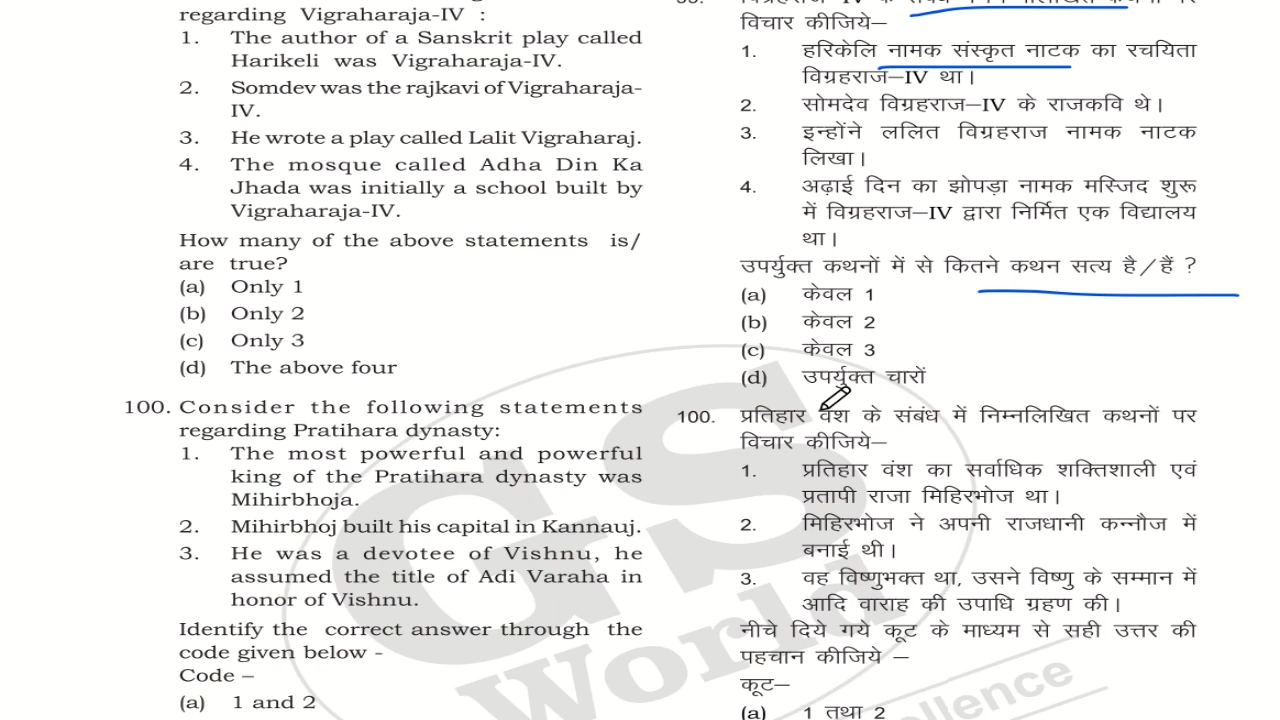 regarding Vigraharaja-IV :
1. The author of a Sanskrit play called
Harikeli was Vigraharaja-IV.
2. Somdev was the rajkavi of Vigraharaja-
IV.
3. He wrote a play called Lalit Vigraharaj.
4. The mosque called Adha Din Ka
Jhada was initially a school built by
Vigraharaja-IV.
How many of the above statements is/
are true?
(a) Only 1
(b) Only 2
(c) Only 3
(d) The above four
100. Consider the following statements
regarding Pratihara dynasty:
1. The most powerful and powerful
king of the Pratihara dynasty was
Mihirbhoja.
2. Mihirbhoj built his capital in Kannauj.
3. He was a devotee of Vishnu, he
assumed the title of Adi Varaha in
honor of Vishnu.
Identify the correct answer through the
code given below -
Code –
(a) 1 and 2
विचार कीजिये–
1. हरिकेलि नामक संस्कृत नाटक का रचयिता
विग्रहराज–IV था।
2. सोमदेव विग्रहराज–IV के राजकवि थे।
3. इन्होंने ललित विग्रहराज नामक नाटक
लिखा।
4. अढ़ाई दिन का झोपड़ा नामक मस्जिद शुरू
में विग्रहराज–IV द्वारा निर्मित एक विद्यालय
था।
उपर्युक्त कथनों में से कितने कथन सत्य है/हैं ?
(a) केवल 1
(b) केवल 2
(c) केवल 3
(d) उपर्युक्त चारों
100. प्रतिहार वंश के संबंध में निम्नलिखित कथनों पर
विचार कीजिये–
1. प्रतिहार वंश का सर्वाधिक शक्तिशाली एवं
प्रतापी राजा मिहिरभोज था।
2. मिहिरभोज ने अपनी राजधानी कन्नौज में
बनाई थी।
3. वह विष्णुभक्त था, उसने विष्णु के सम्मान में
आदि वाराह की उपाधि ग्रहण की।
नीचे दिये गये कूट के माध्यम से सही उत्तर की
पहचान कीजिये –
कूट–
(a) 1 तथा 2
GS
World